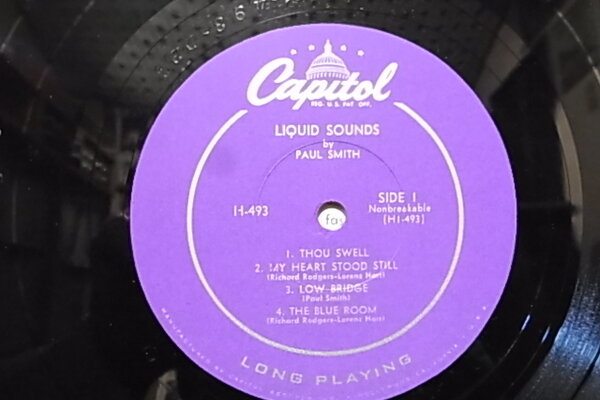 Capitol
REG. U.S. PAT. OFF.
LIQUID SOUNDS
by
PAUL SMITH
H-493
SIDE 1
Nonbreakable
(H1-493)
fas
1. THOU SWELL
2. MY HEART STOOD STILL
(Richard Rodgers-Lorenz Hart)
3. LOW BRIDGE
(Paul Smith)
4. THE BLUE ROOM
(Richard Rodgers-Lorenz Hart)
LONG PLAYING